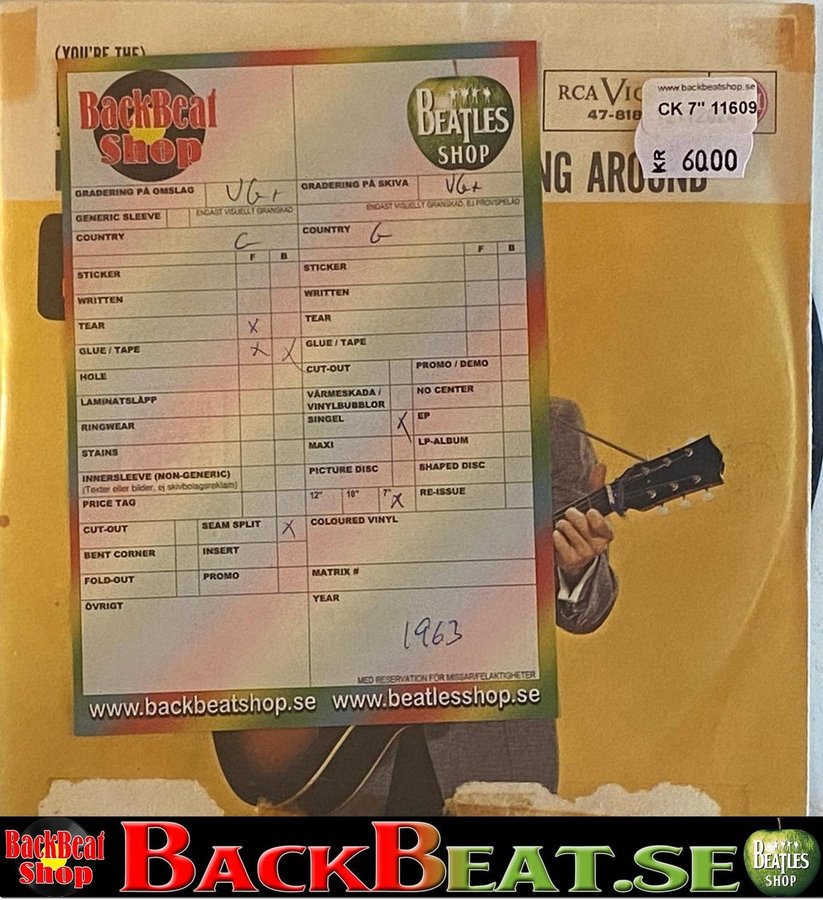 (YOU'RE THE)
RCA VIC
47-818
www.backbeatshop.se
CK 7" 11609
KR 6000
NG AROUND
BackBeat
Shop
BEATLES
SHOP
GRADERING PÅ OMSLAG VG+
GRADERING PÅ SKIVA VG+
ENDAST VISUELLT GRANSKAD
ENDAST VISUELLT GRANSKAD, EJ PROVSPELAD
GENERIC SLEEVE
COUNTRY G
COUNTRY G
F B
F B
STICKER
STICKER
WRITTEN
WRITTEN
TEAR X
TEAR
GLUE / TAPE X X
GLUE / TAPE
HOLE
CUT-OUT
PROMO / DEMO
LAMINATSLÄPP
VÄRMESKADA /
VINYLBUBBLOR
NO CENTER
RINGWEAR
SINGEL X
EP
STAINS
MAXI
LP-ALBUM
INNERSLEEVE (NON-GENERIC)
(Texter eller bilder, ej skivbolagsreklam)
PICTURE DISC
SHAPED DISC
PRICE TAG
12" 10" 7" X
RE-ISSUE
CUT-OUT
SEAM SPLIT X
COLOURED VINYL
BENT CORNER
INSERT
FOLD-OUT
PROMO
MATRIX #
ÖVRIGT
YEAR
1963
MED RESERVATION FÖR MISSAR/FELAKTIGHETER
www.backbeatshop.se www.beatlesshop.se
BackBeat
Shop
BACKBEAT.SE
BEATLES
SHOP